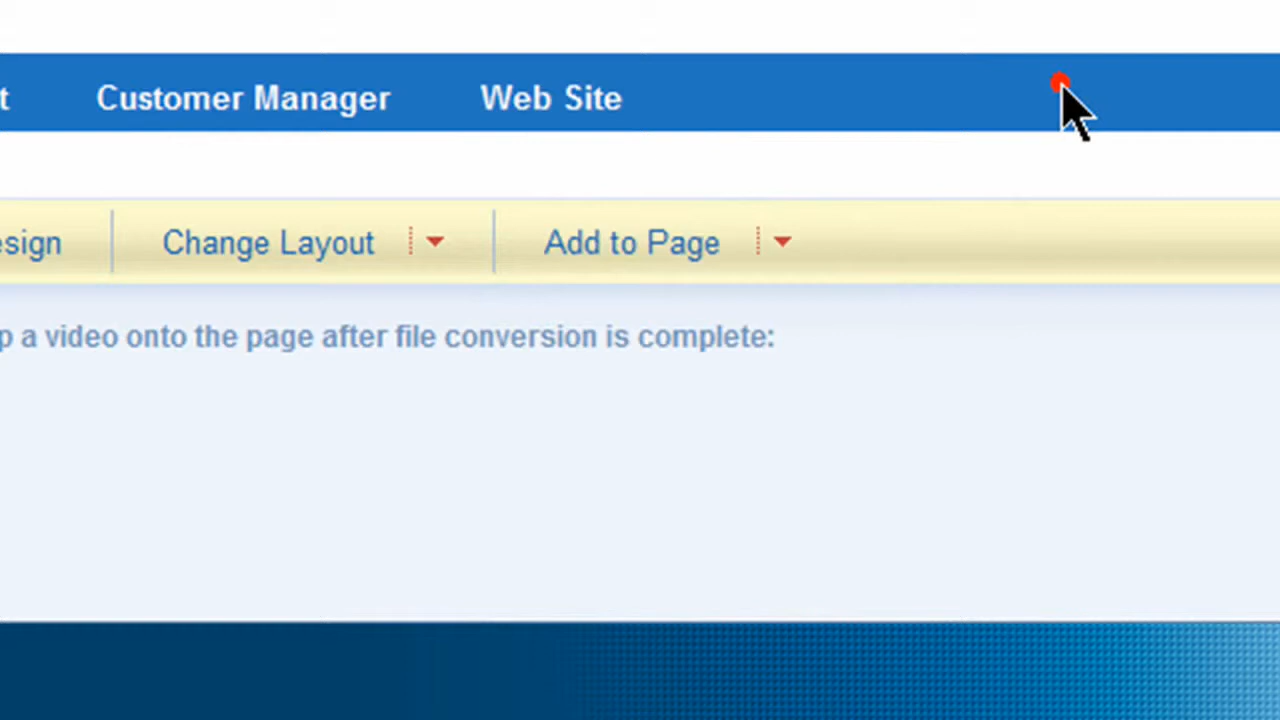 t Customer Manager Web Site
esign Change Layout Add to Page
p a video onto the page after file conversion is complete: